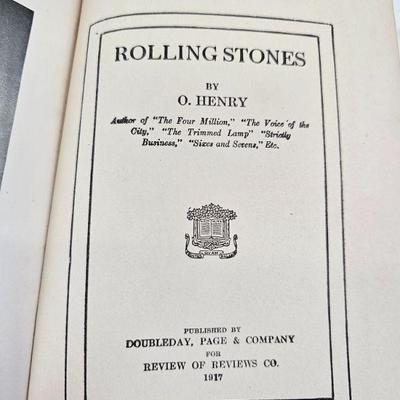 ROLLING STONES
BY
O. HENRY
Author of "The Four Million," "The Voice of the
City," "The Trimmed Lamp" "Strictly
Business," "Sixes and Sevens," Etc.
PUBLISHED BY
DOUBLEDAY, PAGE & COMPANY
FOR
REVIEW OF REVIEWS CO.
1917